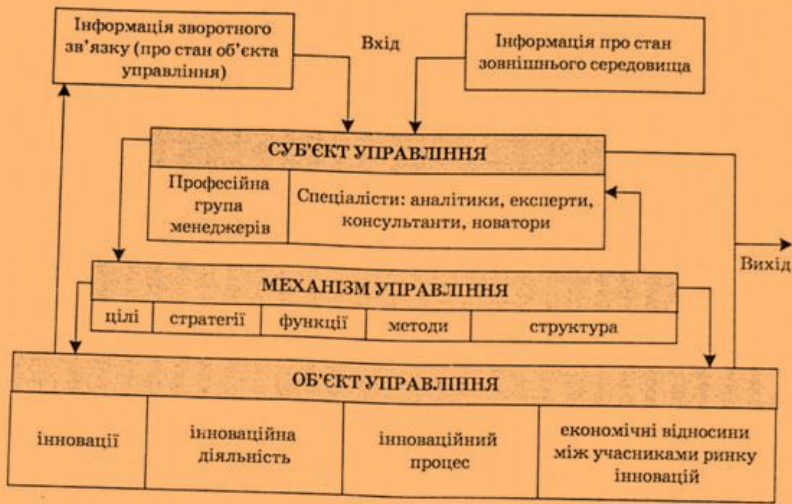 Інформація зворотного
зв'язку (про стан об'єкта
управління)
Вхід
Інформація про стан
зовнішнього середовища
СУБ'ЄКТ УПРАВЛІННЯ
Професійна
група
менеджерів
Спеціалісти: аналітики, експерти,
консультанти, новатори
Вихід
МЕХАНІЗМ УПРАВЛІННЯ
цілі
стратегії
функції
методи
структура
ОБ'ЄКТ УПРАВЛІННЯ
інновації
інноваційна
діяльність
інноваційний
процес
економічні відносини
між учасниками ринку
інновацій